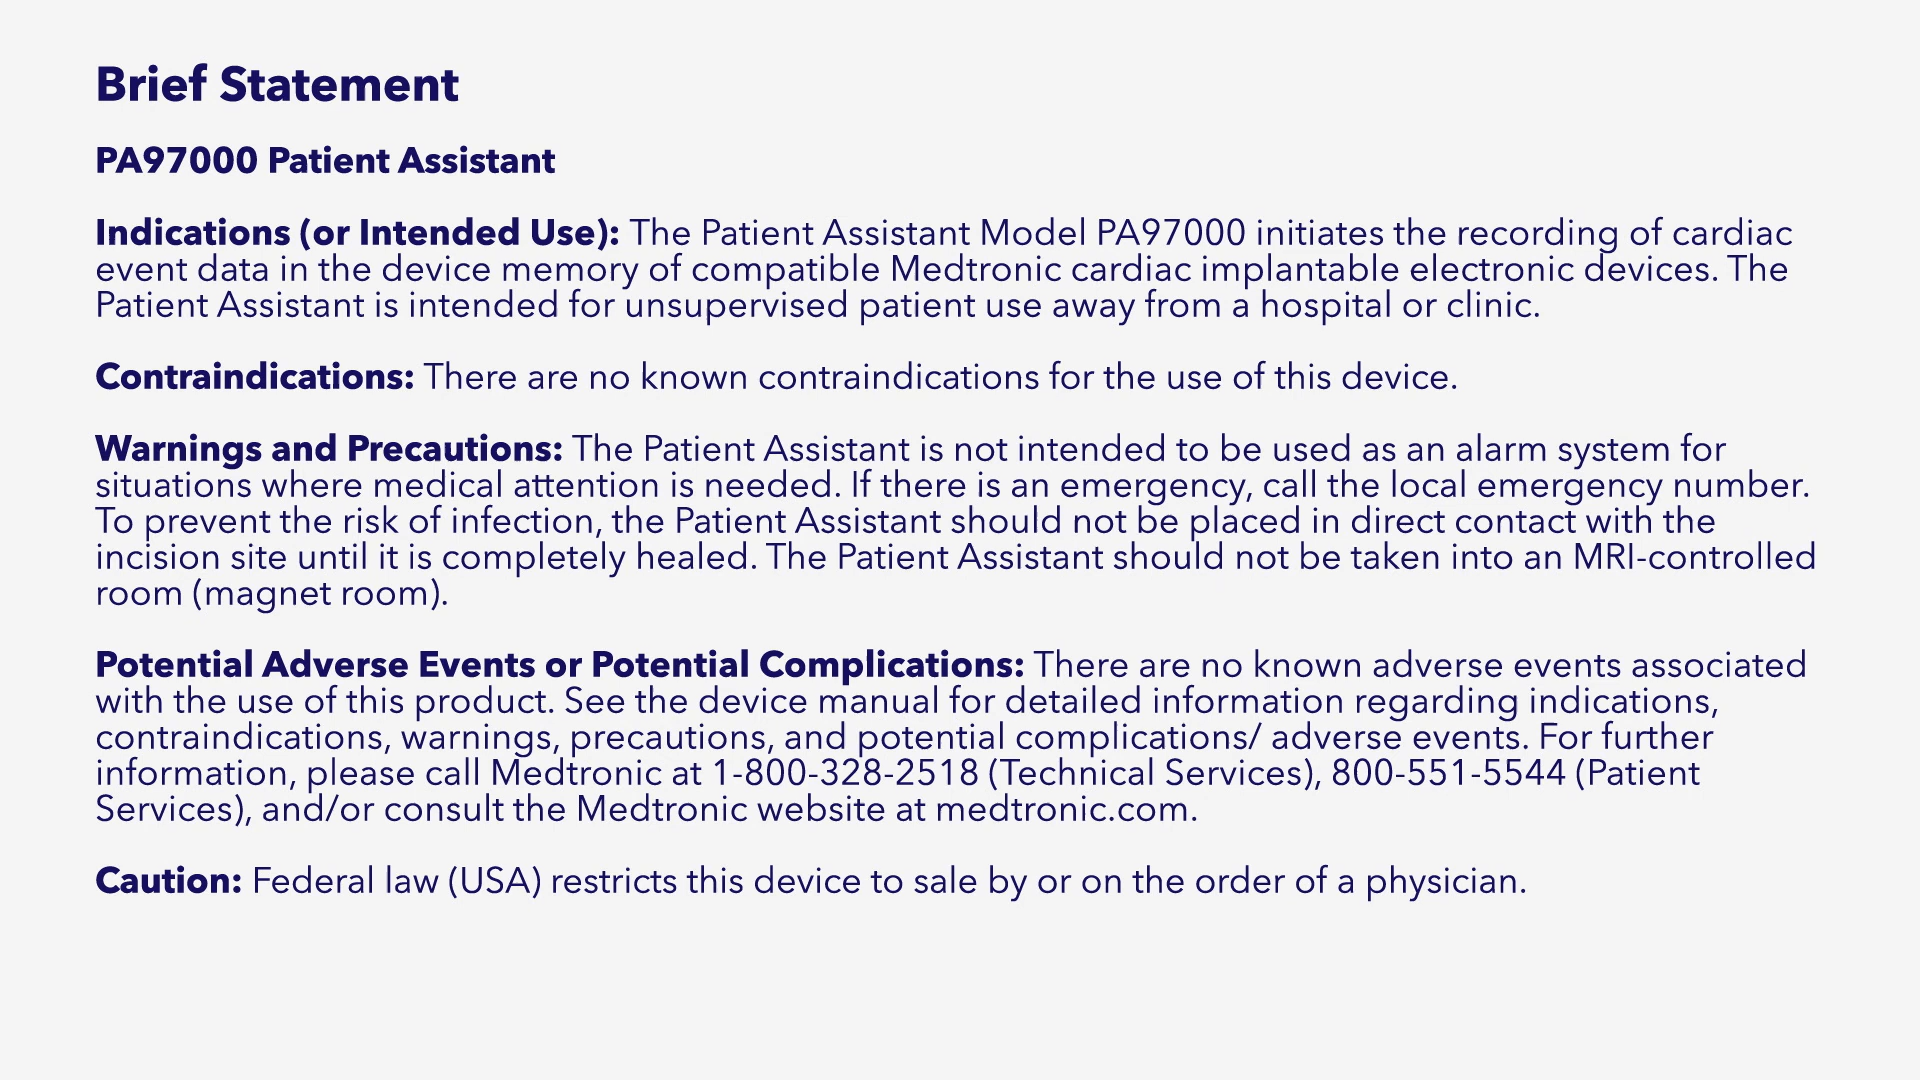 Brief Statement
PA97000 Patient Assistant
Indications (or Intended Use): The Patient Assistant Model PA97000 initiates the recording of cardiac
event data in the device memory of compatible Medtronic cardiac implantable electronic devices. The
Patient Assistant is intended for unsupervised patient use away from a hospital or clinic.
Contraindications: There are no known contraindications for the use of this device.
Warnings and Precautions: The Patient Assistant is not intended to be used as an alarm system for
situations where medical attention is needed. If there is an emergency, call the local emergency number.
To prevent the risk of infection, the Patient Assistant should not be placed in direct contact with the
incision site until it is completely healed. The Patient Assistant should not be taken into an MRI-controlled
room (magnet room).
Potential Adverse Events or Potential Complications: There are no known adverse events associated
with the use of this product. See the device manual for detailed information regarding indications,
contraindications, warnings, precautions, and potential complications/ adverse events. For further
information, please call Medtronic at 1-800-328-2518 (Technical Services), 800-551-5544 (Patient
Services), and/or consult the Medtronic website at medtronic.com.
Caution: Federal law (USA) restricts this device to sale by or on the order of a physician.